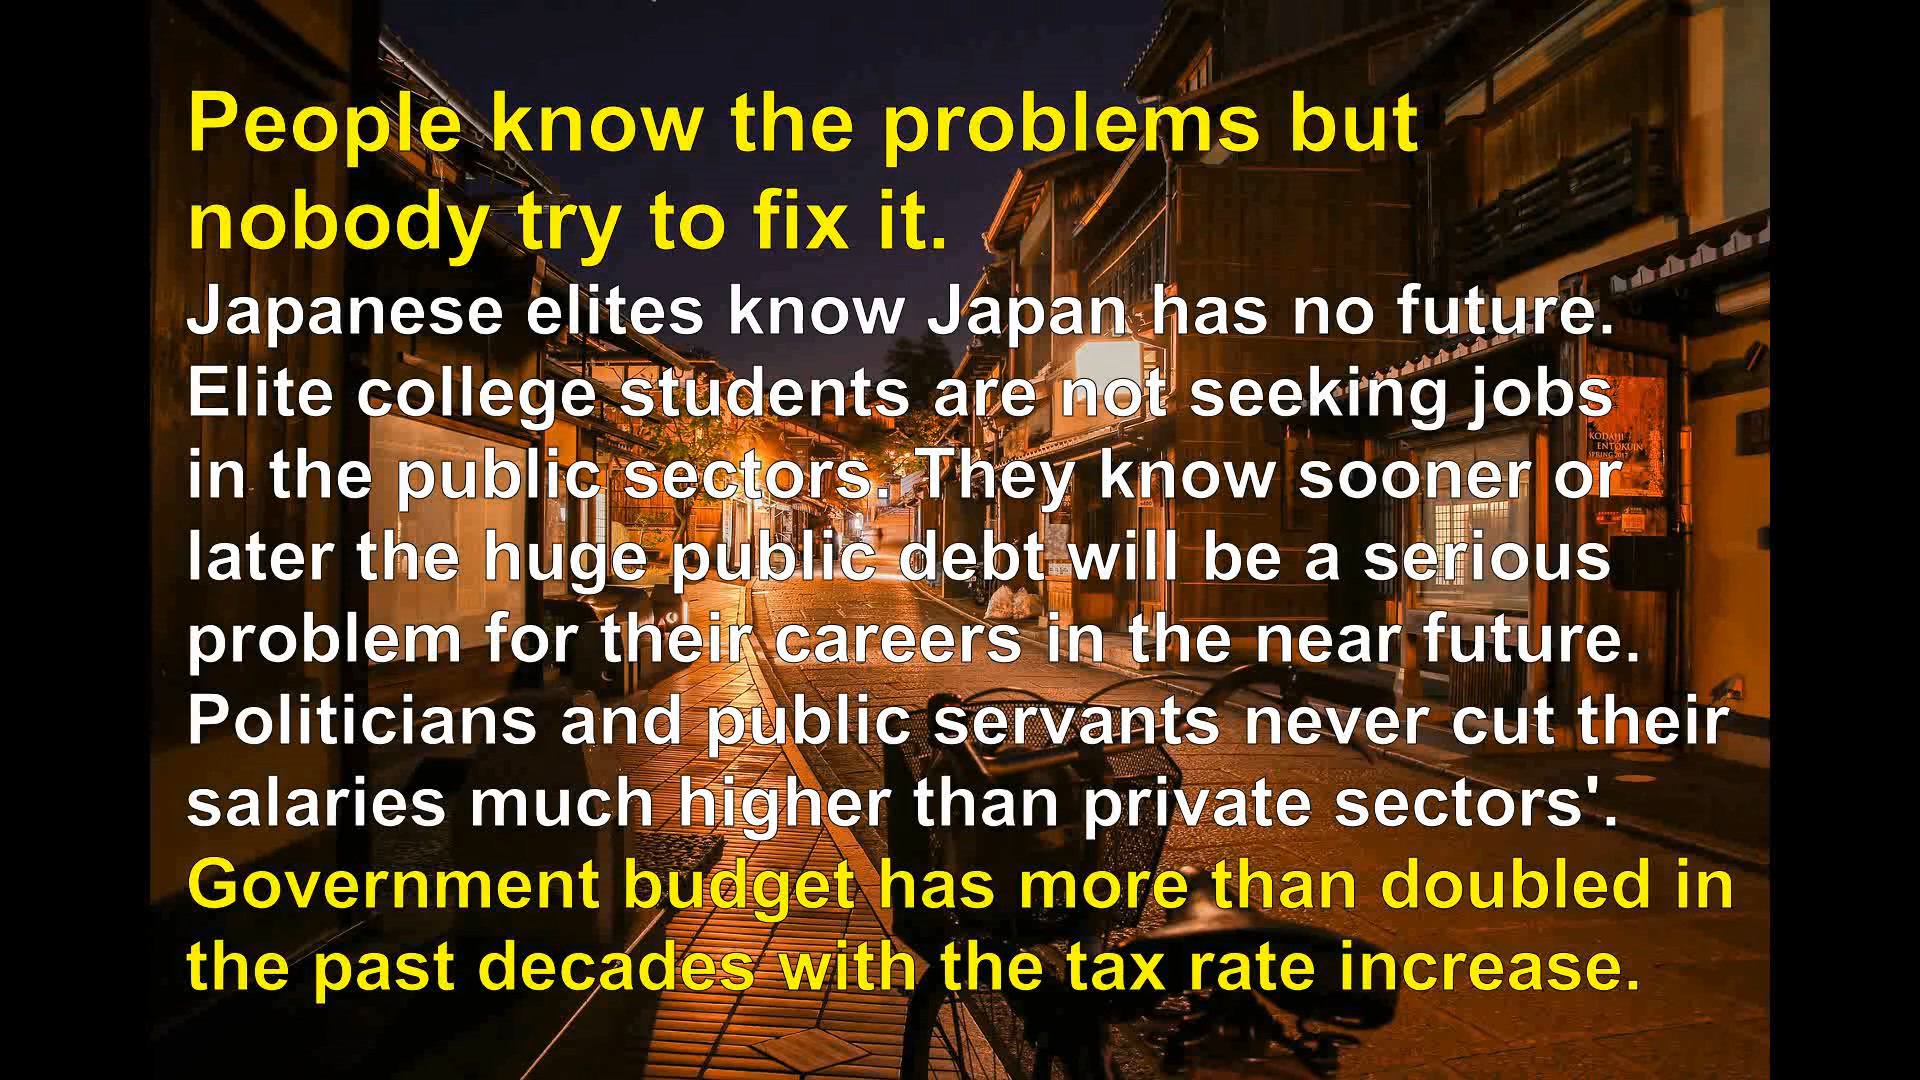 People know the problems but
nobody try to fix it.
Japanese elites know Japan has no future.
Elite college students are not seeking jobs
in the public sectors. They know sooner or
later the huge public debt will be a serious
problem for their careers in the near future.
Politicians and public servants never cut their
salaries much higher than private sectors'.
Government budget has more than doubled in
the past decades with the tax rate increase.
KODAIJI
ENTOKUIN
SPRING 2017